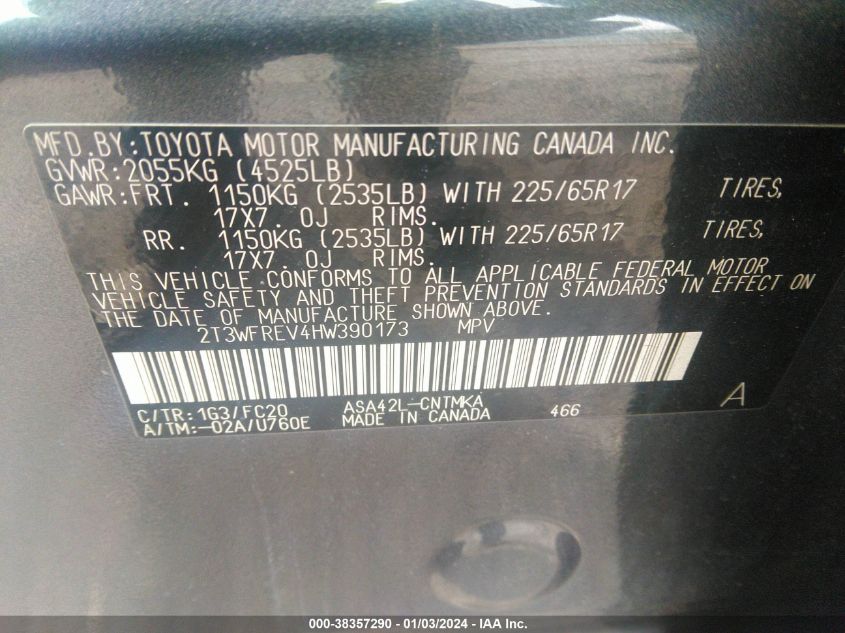 MFD.BY:TOYOTA MOTOR MANUFACTURING CANADA INC.
GVWR:2055KG (4525LB)
GAWR:FRT. 1150KG (2535LB) WITH 225/65R17 TIRES,
17X7. 0J RIMS.
RR. 1150KG (2535LB) WITH 225/65R17 TIRES,
17X7. 0J RIMS.
THIS VEHICLE CONFORMS TO ALL APPLICABLE FEDERAL MOTOR
VEHICLE SAFETY AND THEFT PREVENTION STANDARDS IN EFFECT ON
THE DATE OF MANUFACTURE SHOWN ABOVE.
2T3WFREV4HW390173 MPV
C/TR:1G3/FC20 ASA42L-CNTMKA 466 A
A/TM:-02A/U760E MADE IN CANADA
000-38357290 - 01/03/2024 - IAA Inc.